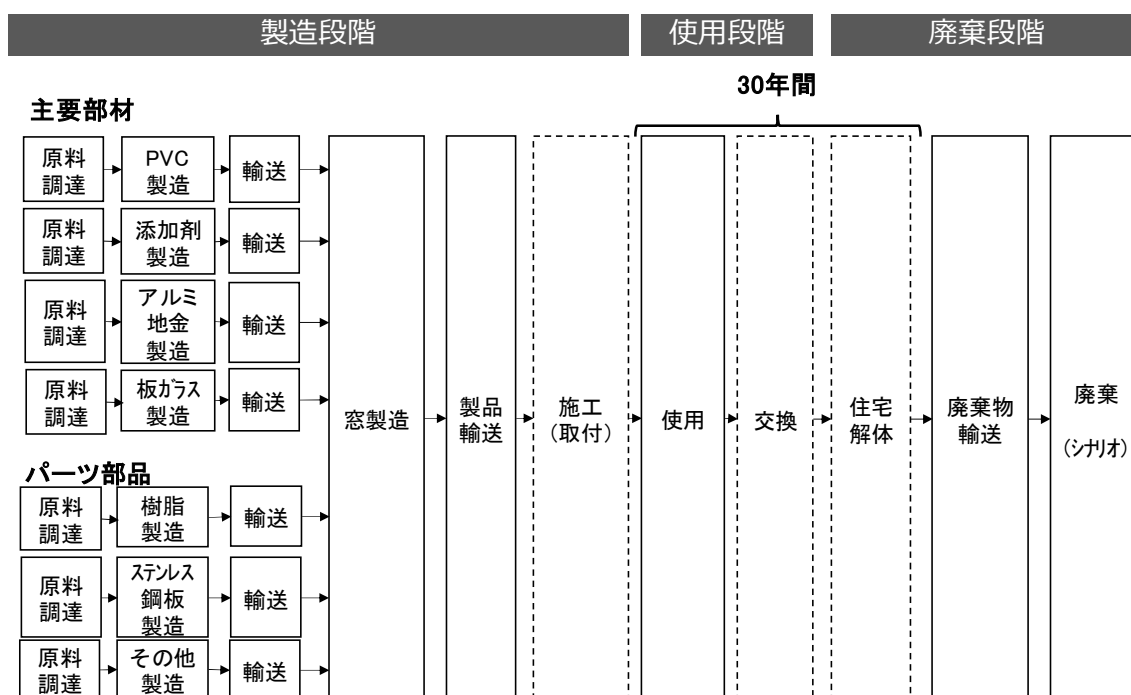 製造段階
使用段階
廃棄段階
30年間
主要部材
原料
調達
PVC
製造
輸送
原料
調達
添加剤
製造
輸送
原料
調達
アルミ
地金
製造
輸送
原料
調達
板ガラス
製造
輸送
パーツ部品
原料
調達
樹脂
製造
輸送
原料
調達
ステンレス
鋼板
製造
輸送
原料
調達
その他
製造
輸送
窓製造
製品
輸送
施工
（取付）
使用
交換
住宅
解体
廃棄物
輸送
廃棄
（シナリオ）